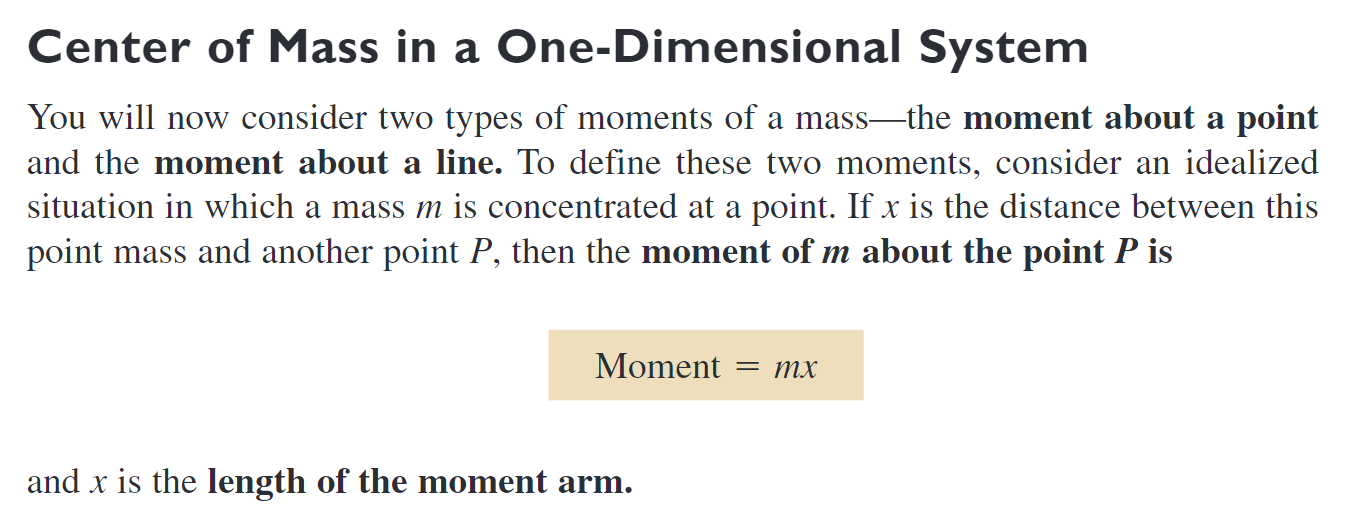 Center of Mass in a One-Dimensional System
You will now consider two types of moments of a mass—the moment about a point
and the moment about a line. To define these two moments, consider an idealized
situation in which a mass m is concentrated at a point. If x is the distance between this
point mass and another point P, then the moment of m about the point P is
Moment = mx
and x is the length of the moment arm.